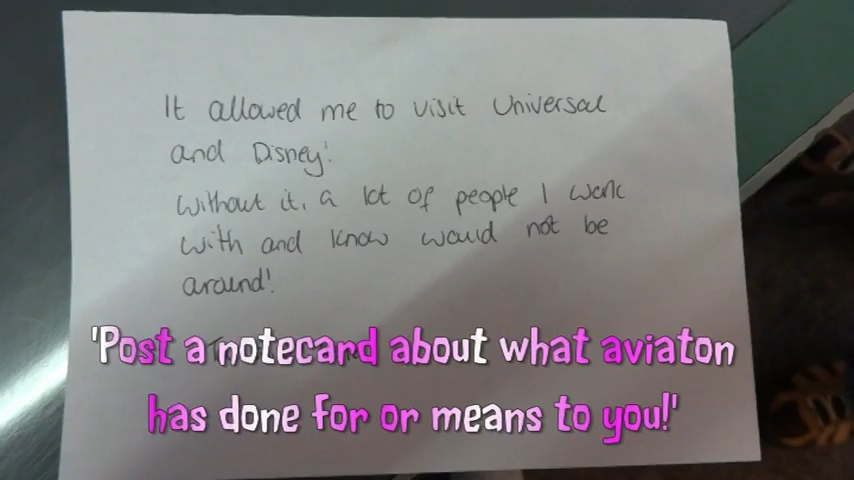 It allowed me to visit Universal
and Disney!
Without it, a lot of people I work
with and know would not be
around!
'Post a notecard about what aviaton
has done for or means to you!'